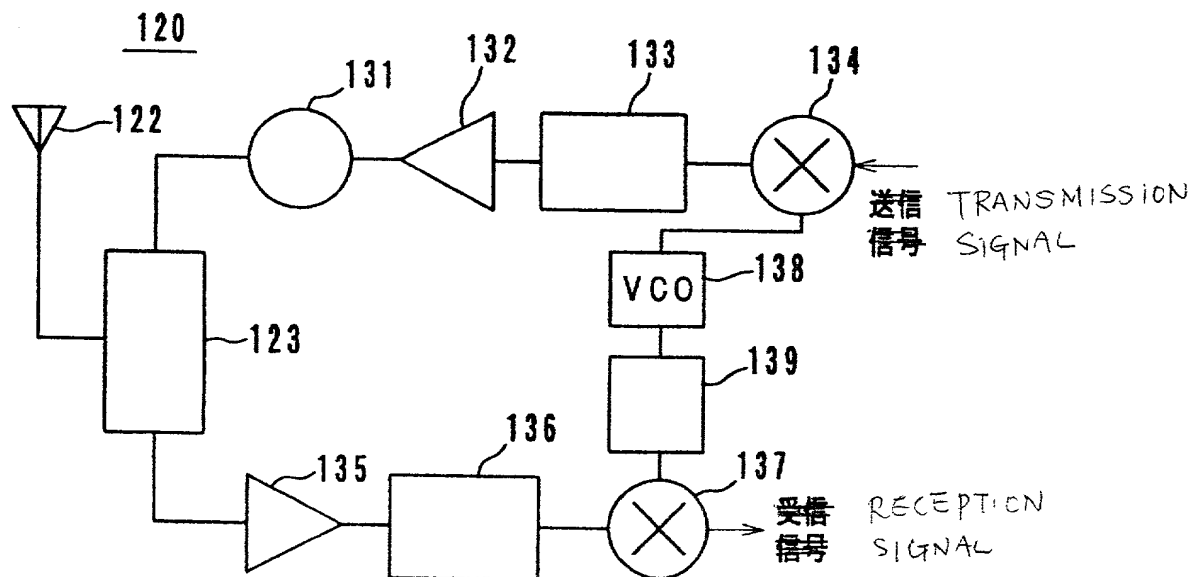 120
131
132
133
134
122
送信 TRANSMISSION
信号 SIGNAL
VCO
138
123
139
135
136
137
受信 RECEPTION
信号 SIGNAL